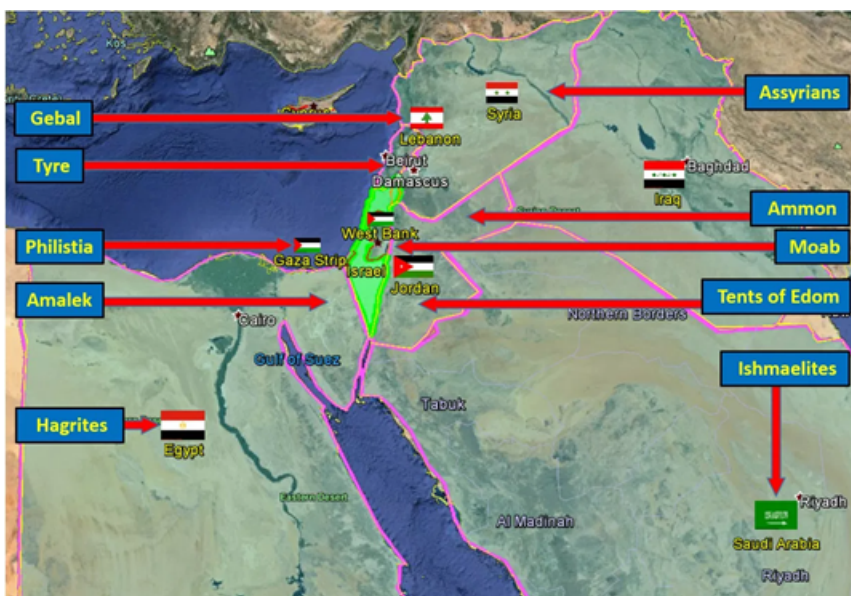 Kos
Cyprus
Gebal
Assyrians
Syria
Lebanon
Tyre
Beirut
Damascus
Baghdad
Iraq
Ammon
West Bank
Philistia
Moab
Gaza Strip
Israel
Jordan
Amalek
Tents of Edom
Northern Borders
Cairo
Gulf of Suez
Ishmaelites
Tabuk
Hagrites
Egypt
Eastern Desert
Riyadh
Al Madinah
Saudi Arabia
Riyadh